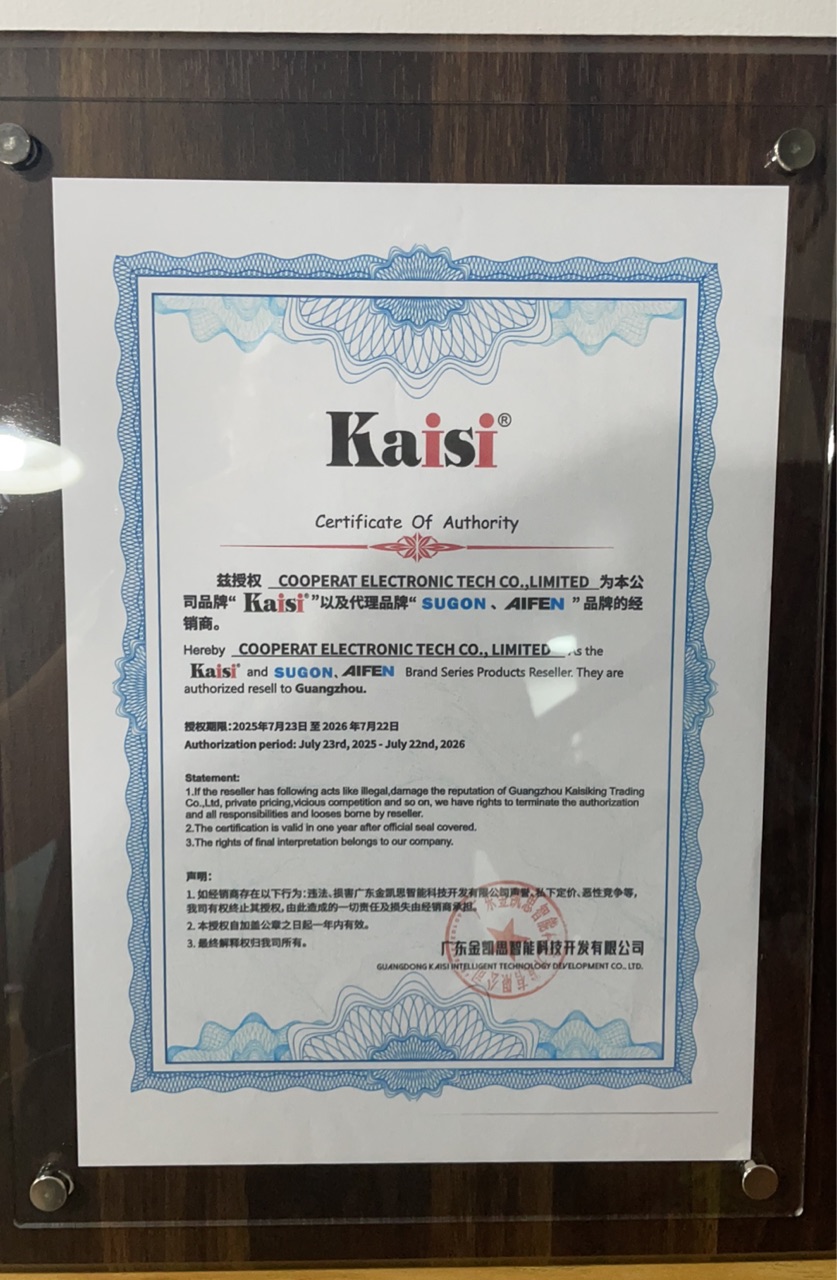 Kaisi®
Certificate Of Authority
兹授权 COOPERAT ELECTRONIC TECH CO.,LIMITED 为本公
司品牌“ Kaisi®”以及代理品牌“ SUGON 、AIFEN ”品牌的经
销商。
Hereby COOPERAT ELECTRONIC TECH CO., LIMITED As the
Kaisi® and SUGON、AIFEN Brand Series Products Reseller. They are
authorized resell to Guangzhou.
授权期限:2025年7月23日 至 2026 年7月22日
Authorization period: July 23rd, 2025 - July 22nd, 2026
Statement:
1.If the reseller has following acts like illegal,damage the reputation of Guangzhou Kaisiking Trading
Co.,Ltd, private pricing,vicious competition and so on, we have rights to terminate the authorization
and all responsibilities and looses borne by reseller.
2.The certification is valid in one year after official seal covered.
3.The rights of final interpretation belongs to our company.
声明:
1. 如经销商存在以下行为:违法、损害广东金凯思智能科技开发有限公司声誉、私下定价、恶性竞争等,
我司有权终止其授权, 由此造成的一切责任及损失由经销商承担。
2. 本授权自加盖公章之日起一年内有效。
3. 最终解释权归我司所有。
广东金凯思智能科技开发有限公司
GUANGDONG KAISI INTELLIGENT TECHNOLOGY DEVELOPMENT CO., LTD.